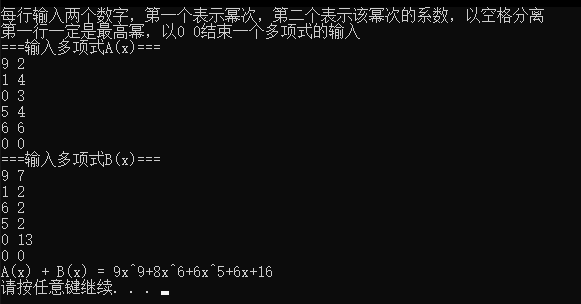 每行输入两个数字，第一个表示幂次，第二个表示该幂次的系数，以空格分离
第一行一定是最高幂，以0 0结束一个多项式的输入
===输入多项式A(x)===
9 2
1 4
0 3
5 4
6 6
0 0
===输入多项式B(x)===
9 7
1 2
6 2
5 2
0 13
0 0
A(x) + B(x) = 9x^9+8x^6+6x^5+6x+16
请按任意键继续. . .